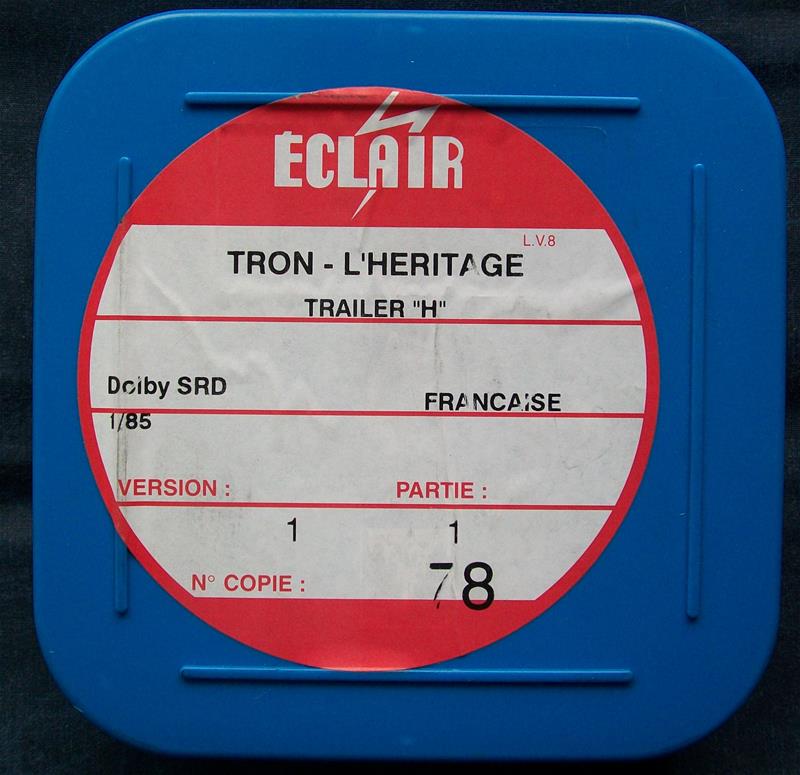 ÉCLAIR
L.V.8
TRON - L'HERITAGE
TRAILER "H"
Dolby SRD
FRANCAISE
1/85
VERSION : PARTIE :
1 1
N° COPIE : 78